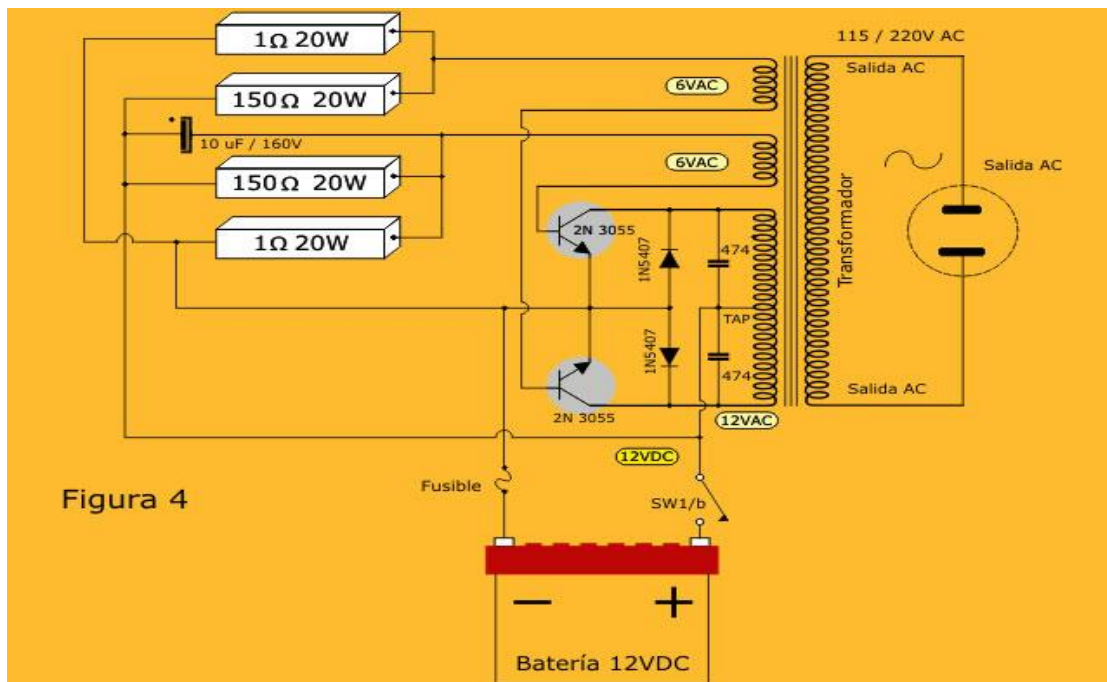 1Ω 20W
115 / 220V AC
Salida AC
6VAC
150Ω 20W
10 uF / 160V
6VAC
Salida AC
150Ω 20W
Transformador
1Ω 20W
2N 3055
474
1N5407
TAP
1N5407
474
Salida AC
2N 3055
12VAC
12VDC
Fusible
SW1/b
Figura 4
− +
Batería 12VDC